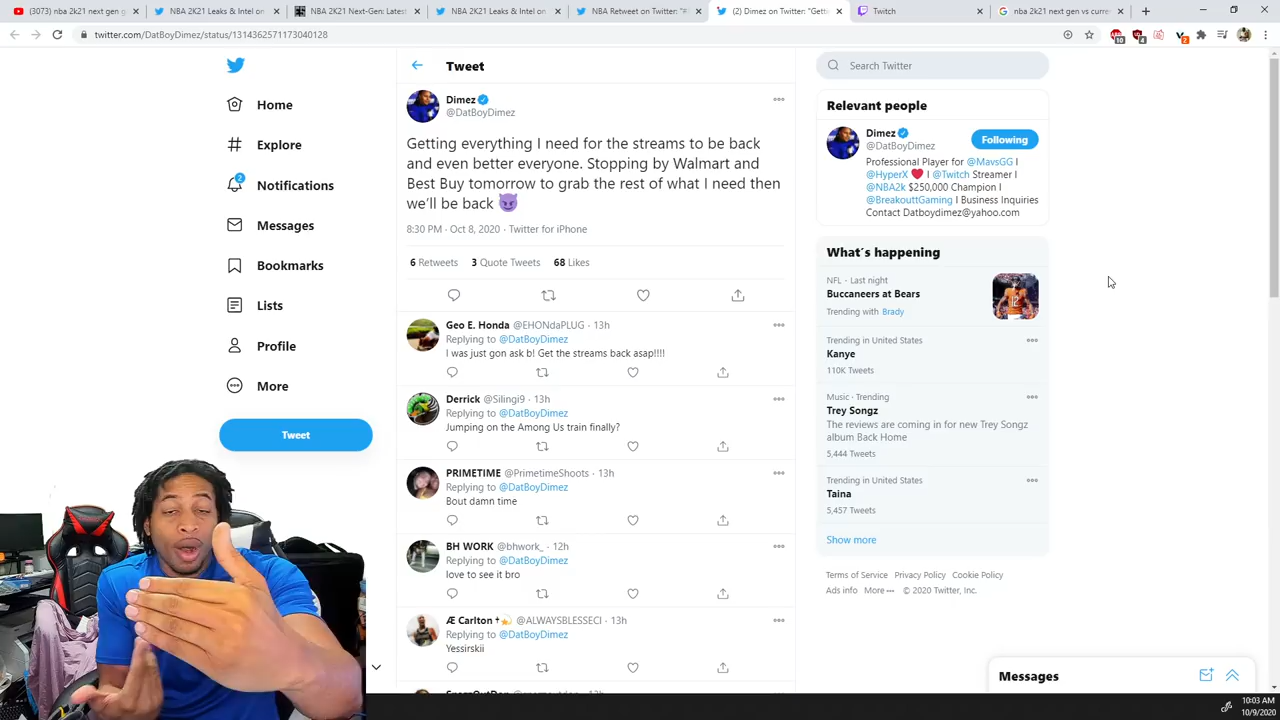 (3073) nba 2k21 next gen g
NBA 2K21 Leaks & Intel on
NBA 2K21 Next-Gen: Latest
NBA 2K21 Leaks & Intel on
NBA Retweet on Twitter: "#
(2) Dimez on Twitter: "Gett
Twitch
nba 2k21 next gen vs curre
twitter.com/DatBoyDimez/status/1314362571173040128
Home
Explore
2
Notifications
Messages
Bookmarks
Lists
Profile
More
Tweet
Tweet
Dimez
@DatBoyDimez
Getting everything I need for the streams to be back
and even better everyone. Stopping by Walmart and
Best Buy tomorrow to grab the rest of what I need then
we'll be back 😈
8:30 PM · Oct 8, 2020 · Twitter for iPhone
6 Retweets 3 Quote Tweets 68 Likes
Geo E. Honda @EHONdaPLUG · 13h
Replying to @DatBoyDimez
I was just gon ask b! Get the streams back asap!!!!
Derrick @Silingi9 · 13h
Replying to @DatBoyDimez
Jumping on the Among Us train finally?
PRIMETIME @PrimetimeShoots · 13h
Replying to @DatBoyDimez
Bout damn time
BH WORK @bhwork_ · 12h
Replying to @DatBoyDimez
love to see it bro
Æ Carlton @ALWAYSBLESSECI · 13h
Replying to @DatBoyDimez
Yessirskii
Search Twitter
Relevant people
Dimez
@DatBoyDimez
Following
Professional Player for @MavsGG I
@HyperX ❤ I @Twitch Streamer I
@NBA2k $250,000 Champion I
@BreakouttGaming I Business Inquiries
Contact Datboydimez@yahoo.com
What's happening
NFL · Last night
Buccaneers at Bears
Trending with Brady
Trending in United States
Kanye
110K Tweets
Music · Trending
Trey Songz
The reviews are coming in for new Trey Songz
album Back Home
5,444 Tweets
Trending in United States
Taina
5,457 Tweets
Show more
Terms of Service Privacy Policy Cookie Policy
Ads info More ··· © 2020 Twitter, Inc.
Messages
10:03 AM
10/9/2020